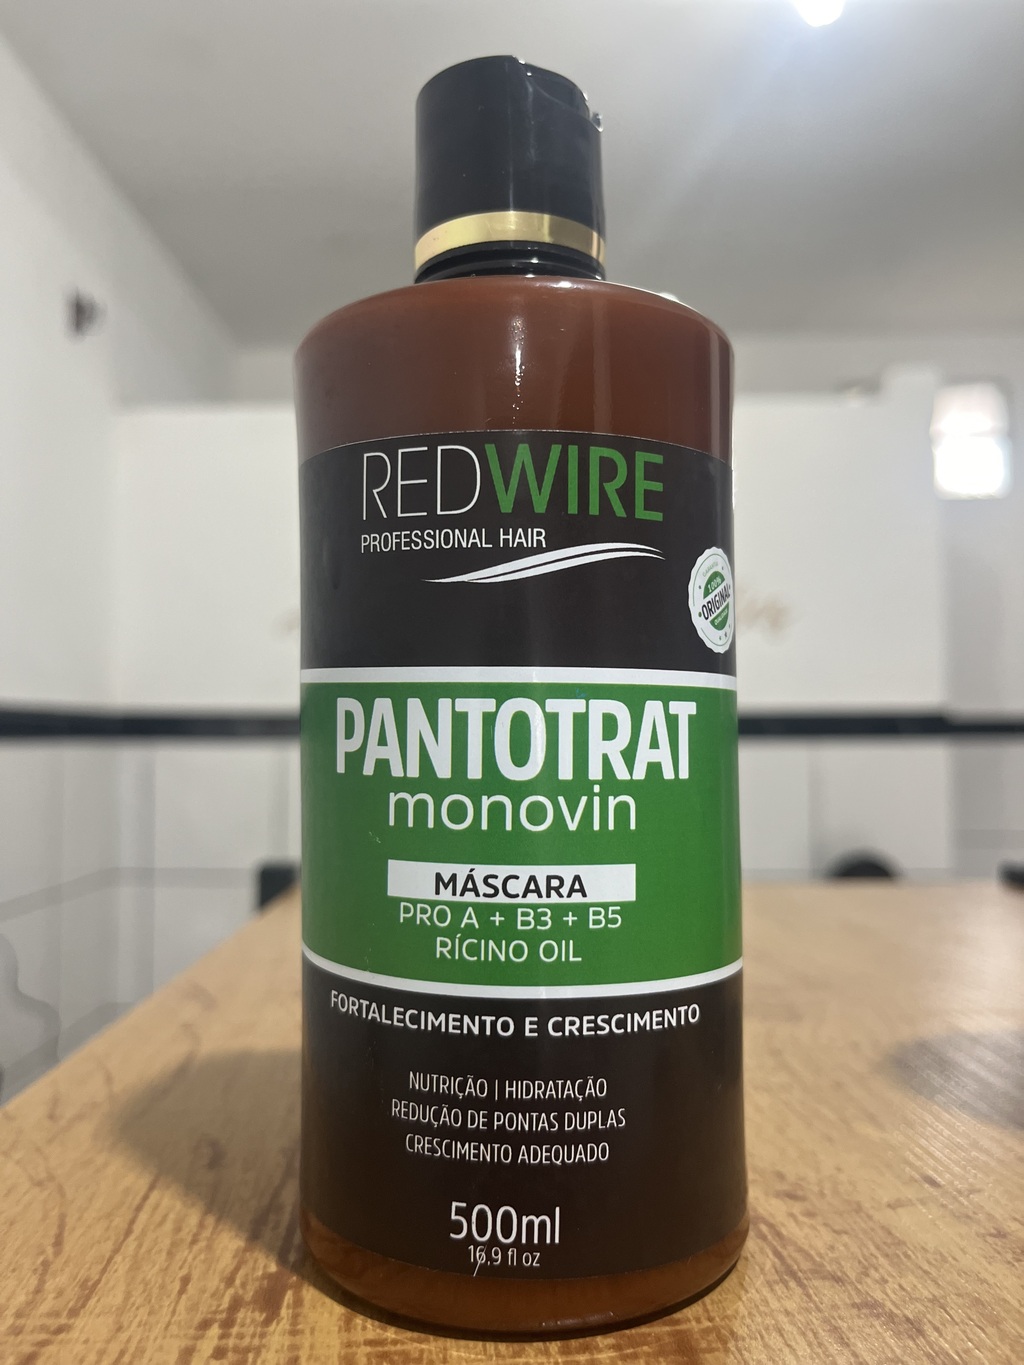 REDWIRE
PROFESSIONAL HAIR
100%
ORIGINAL
PANTOTRAT
monovin
MÁSCARA
PRO A + B3 + B5
RÍCINO OIL
FORTALECIMENTO E CRESCIMENTO
NUTRIÇÃO | HIDRATAÇÃO
REDUÇÃO DE PONTAS DUPLAS
CRESCIMENTO ADEQUADO
500ml
16,9 fl oz